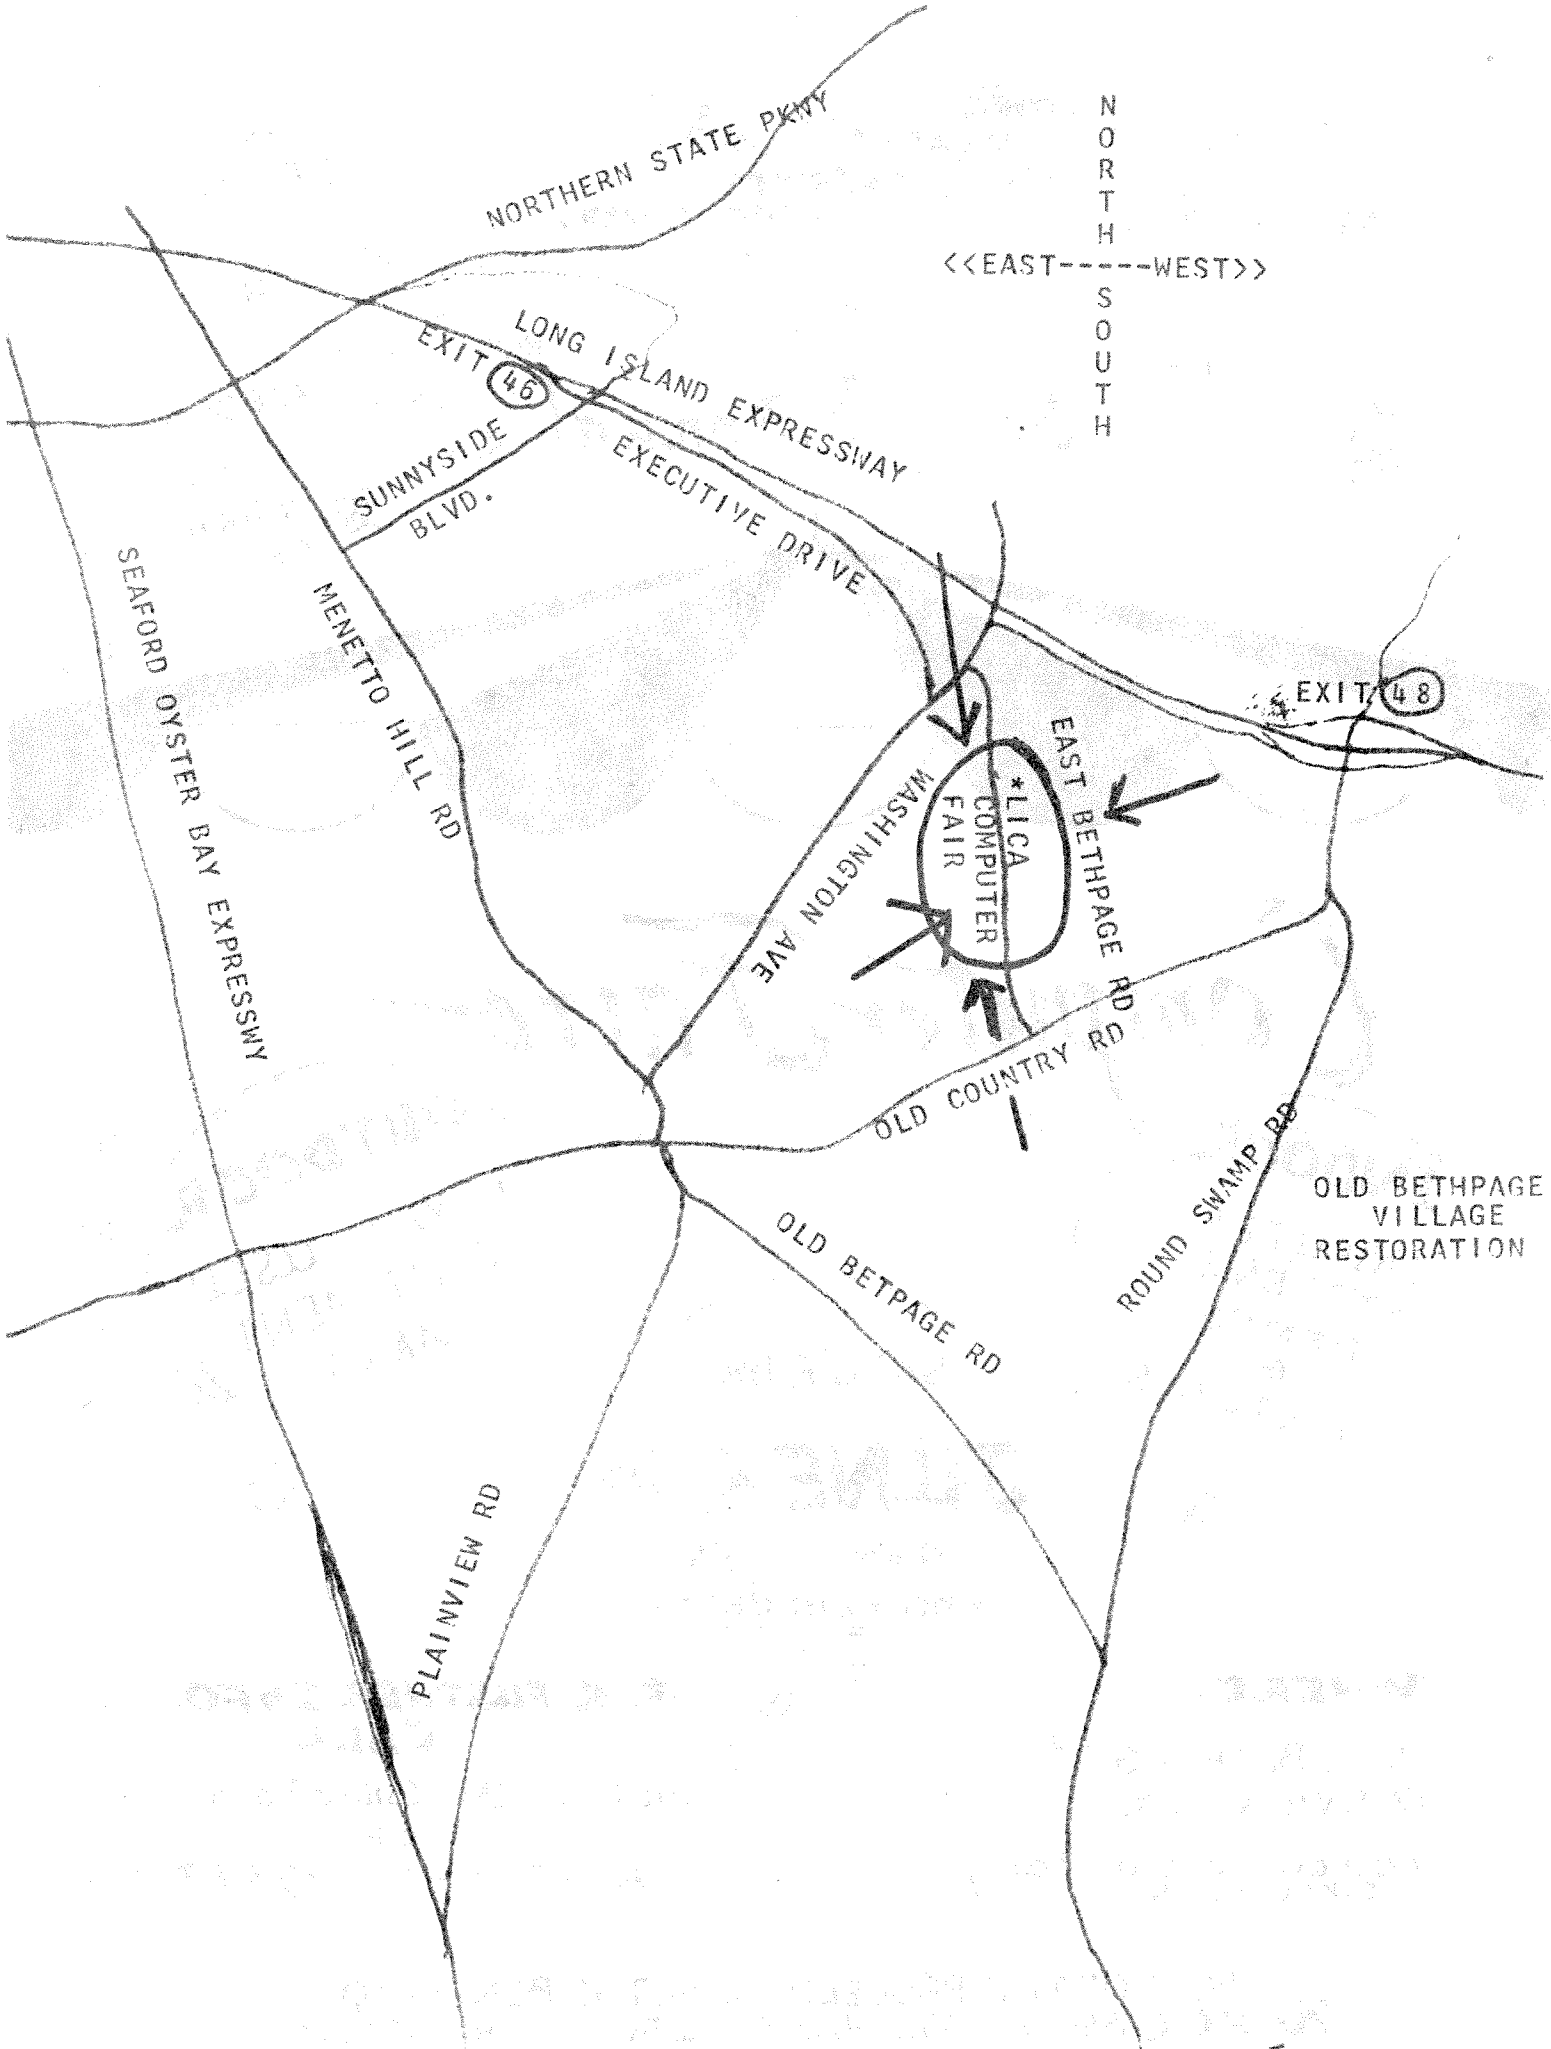 NORTHERN STATE PKNY
NORTH
<<EAST-----WEST>>
SOUTH
EXIT 46
LONG ISLAND EXPRESSWAY
SUNNYSIDE
BLVD.
EXECUTIVE DRIVE
SEAFORD OYSTER BAY EXPRESSWY
MENETTO HILL RD
EXIT 48
WASHINGTON AVE
*LICA
COMPUTER
FAIR
EAST BETHPAGE RD
OLD COUNTRY RD
ROUND SWAMP RD
OLD BETHPAGE
VILLAGE
RESTORATION
OLD BETPAGE RD
PLAINVIEW RD